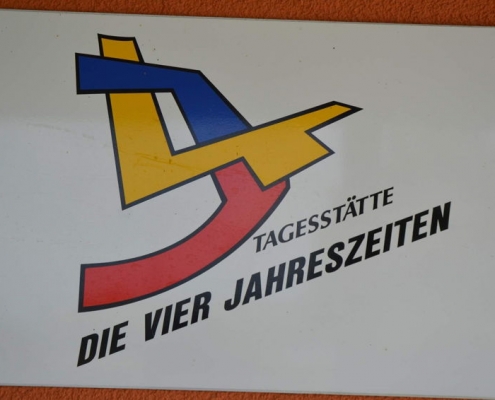 TAGESSTÄTTE
DIE VIER JAHRESZEITEN